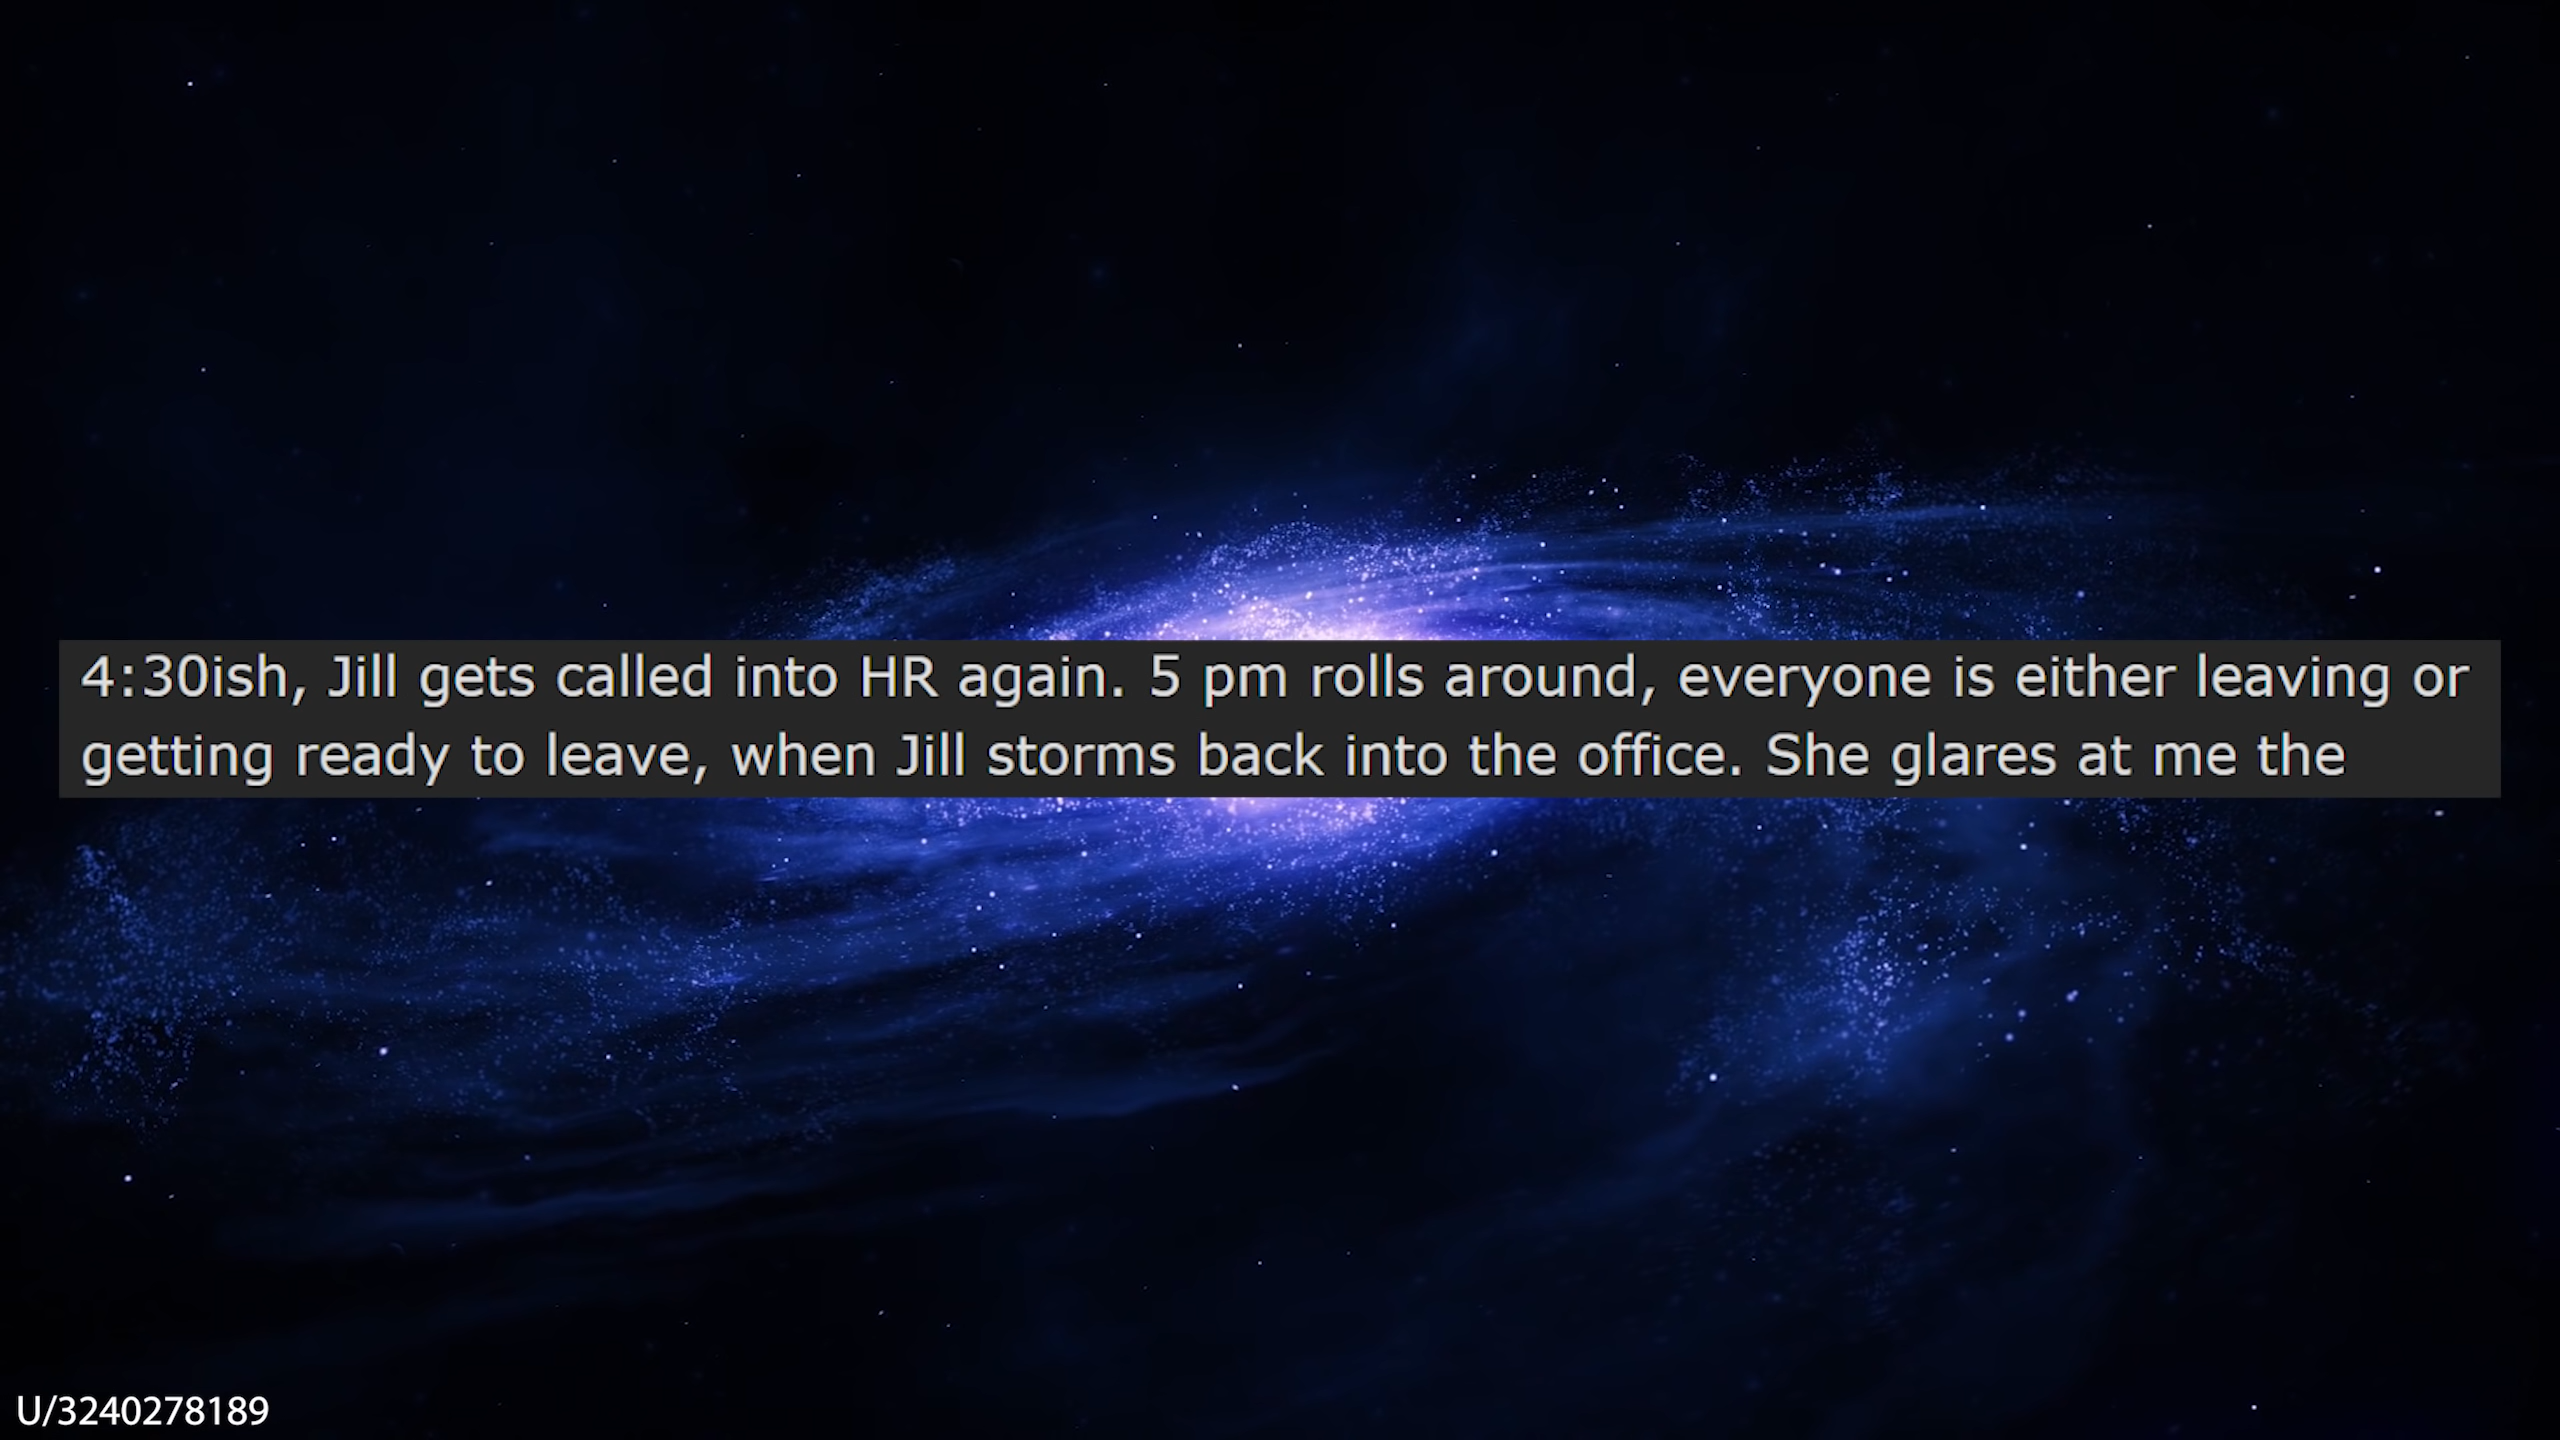 4:30ish, Jill gets called into HR again. 5 pm rolls around, everyone is either leaving or
getting ready to leave, when Jill storms back into the office. She glares at me the
U/3240278189